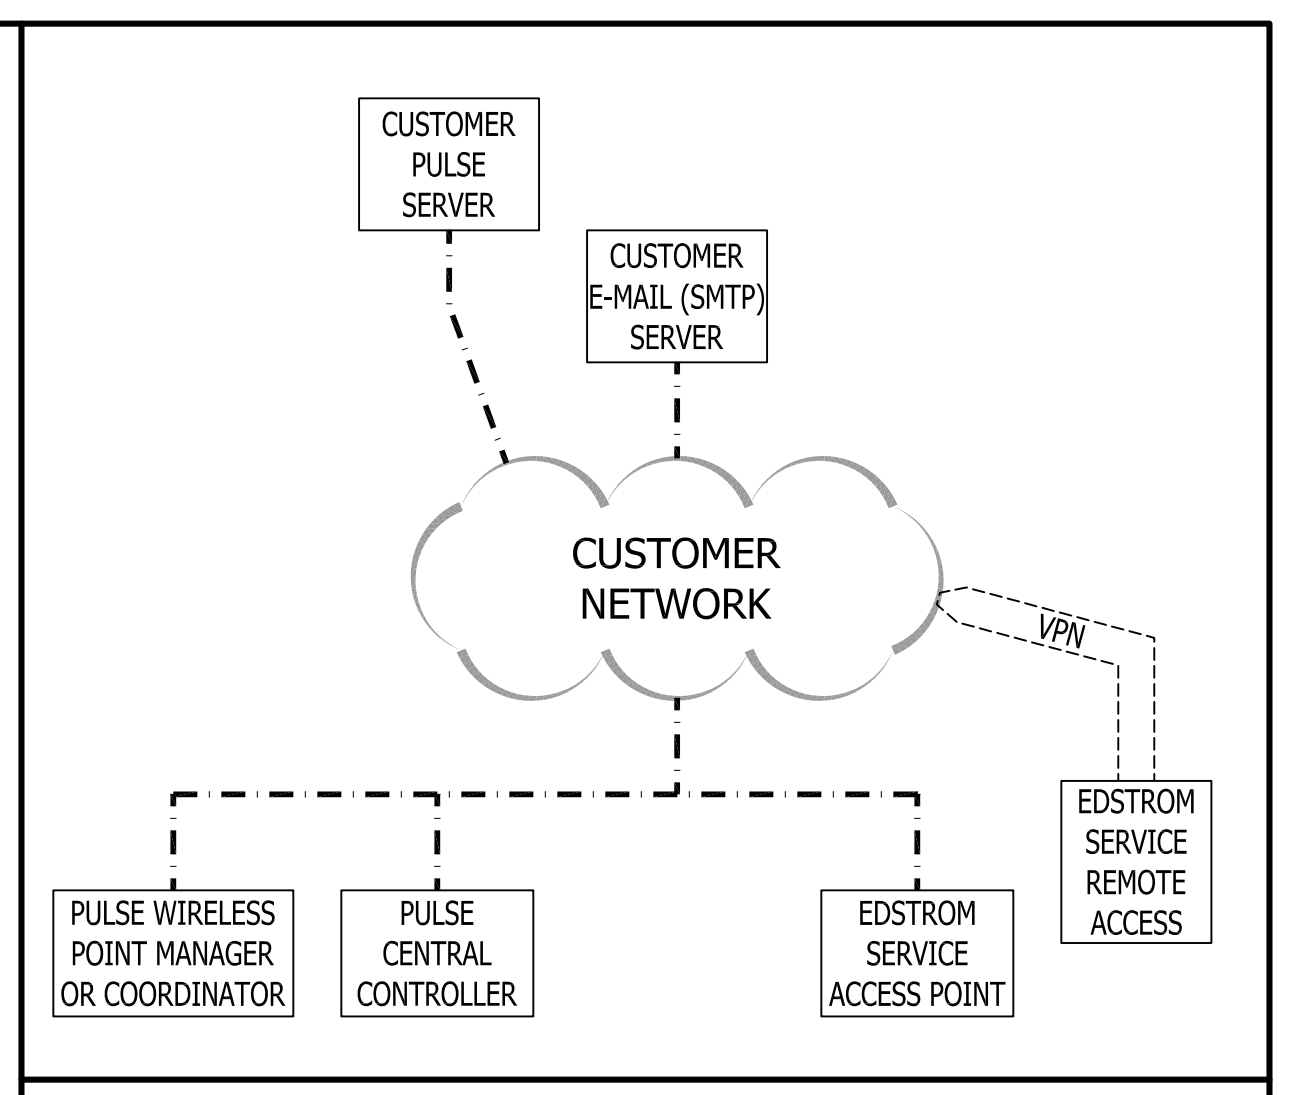 CUSTOMER
PULSE
SERVER
CUSTOMER
E-MAIL (SMTP)
SERVER
CUSTOMER
NETWORK
VPN
EDSTROM
SERVICE
REMOTE
ACCESS
PULSE WIRELESS
POINT MANAGER
OR COORDINATOR
PULSE
CENTRAL
CONTROLLER
EDSTROM
SERVICE
ACCESS POINT